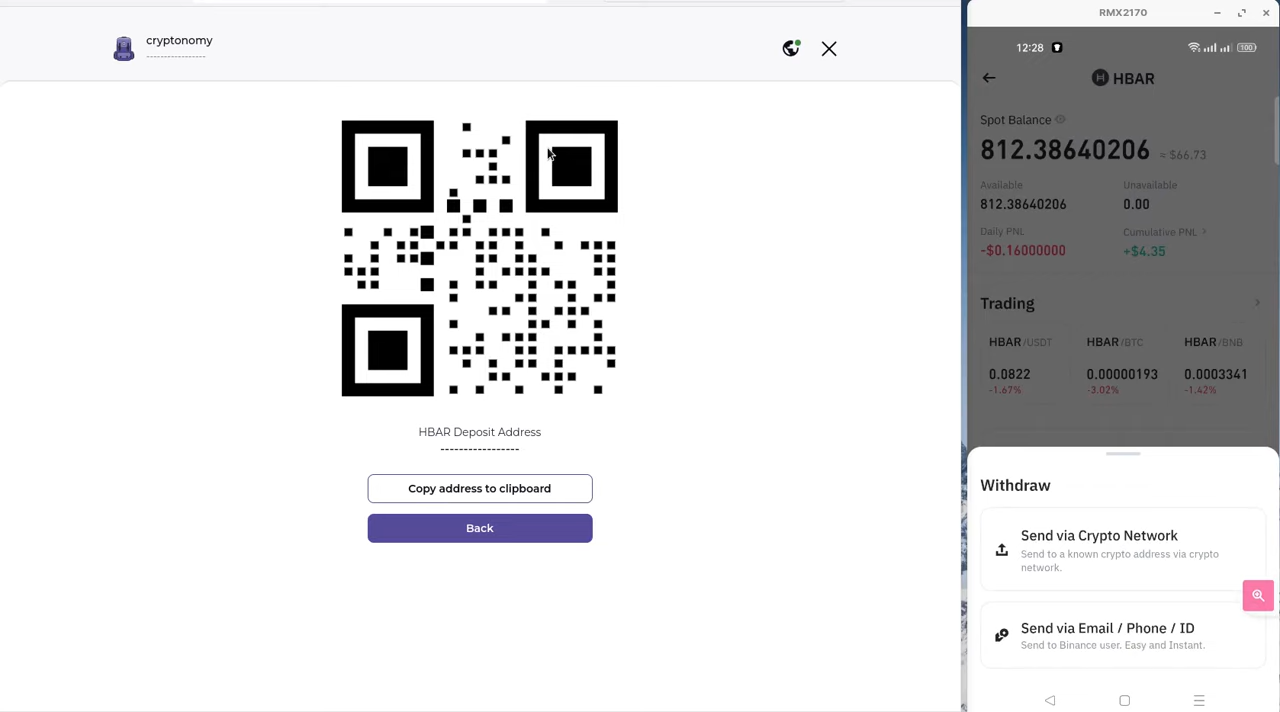 cryptonomy
HBAR Deposit Address
Copy address to clipboard
Back
RMX2170
12:28
100
HBAR
Spot Balance
812.38640206 ≈ $66.73
Available
Unavailable
812.38640206
0.00
Daily PNL
Cumulative PNL
-$0.16000000
+$4.35
Trading
HBAR/USDT
HBAR/BTC
HBAR/BNB
0.0822
0.00000193
0.0003341
-1.67%
-3.02%
-1.42%
Withdraw
Send via Crypto Network
Send to a known crypto address via crypto
network.
Send via Email / Phone / ID
Send to Binance user. Easy and Instant.